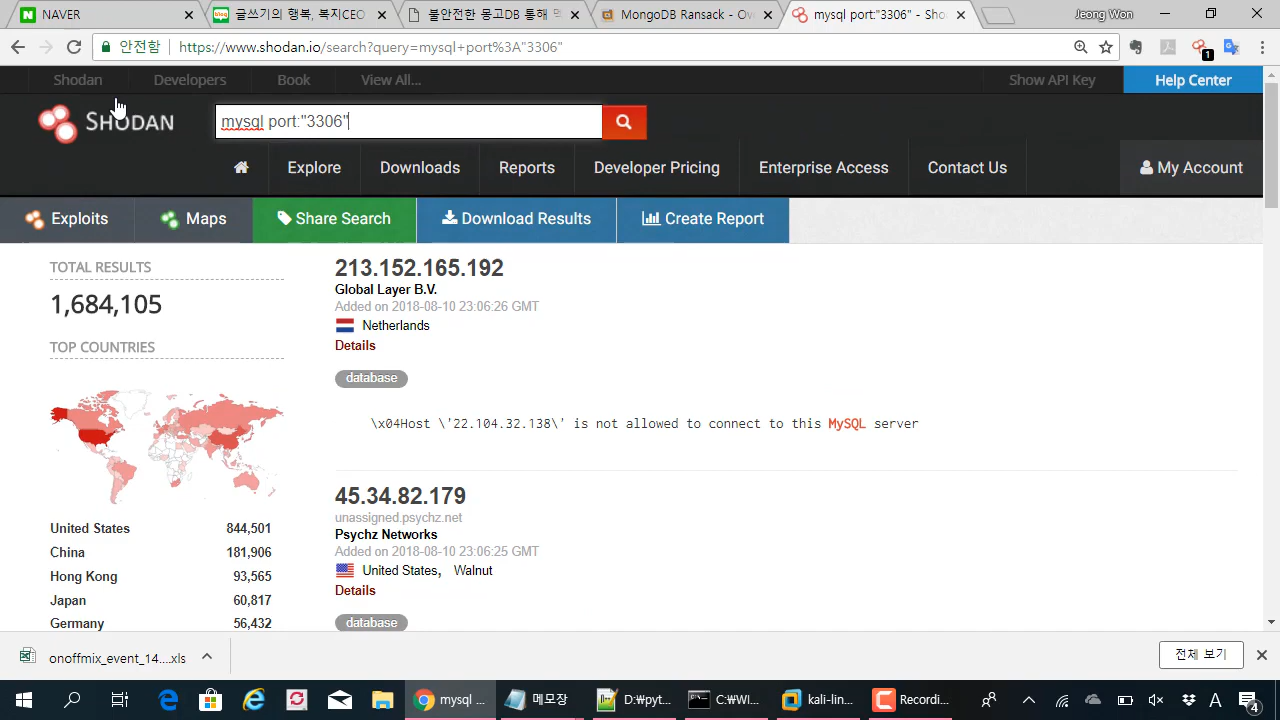 NAVER
글쓰기의 행복, 복지CEO
불안전한 광고DB 통해
MongoDB Ransack: Over
mysql port:"3306" - Sho
Jeong Won
안전함
https://www.shodan.io/search?query=mysql+port%3A"3306"
1
Shodan
Developers
Book
View All...
Show API Key
Help Center
SHODAN
mysql port:"3306"
Explore
Downloads
Reports
Developer Pricing
Enterprise Access
Contact Us
My Account
Exploits
Maps
Share Search
Download Results
Create Report
TOTAL RESULTS
1,684,105
TOP COUNTRIES
United States 844,501
China 181,906
Hong Kong 93,565
Japan 60,817
Germany 56,432
213.152.165.192
Global Layer B.V.
Added on 2018-08-10 23:06:26 GMT
Netherlands
Details
database
\x04Host \'22.104.32.138\' is not allowed to connect to this MySQL server
45.34.82.179
unassigned.psychz.net
Psychz Networks
Added on 2018-08-10 23:06:25 GMT
United States, Walnut
Details
database
onoffmix_event_14....xls
전체 보기
mysql ...
메모장
D:₩pyt...
C:₩WI...
kali-lin...
Recordi...
A
4